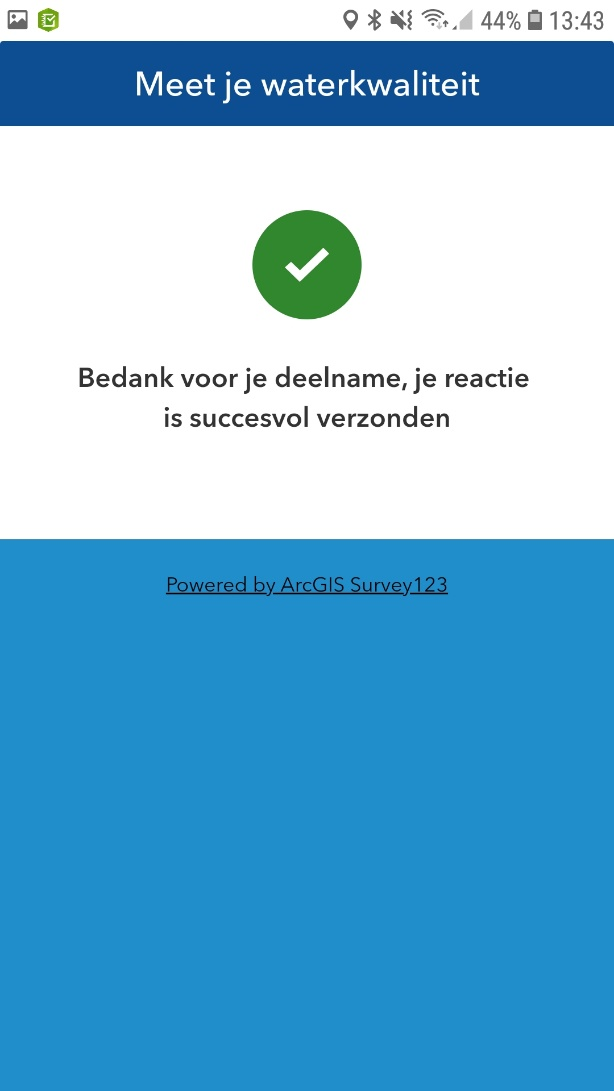 44% 13:43
Meet je waterkwaliteit
Bedank voor je deelname, je reactie
is succesvol verzonden
Powered by ArcGIS Survey123